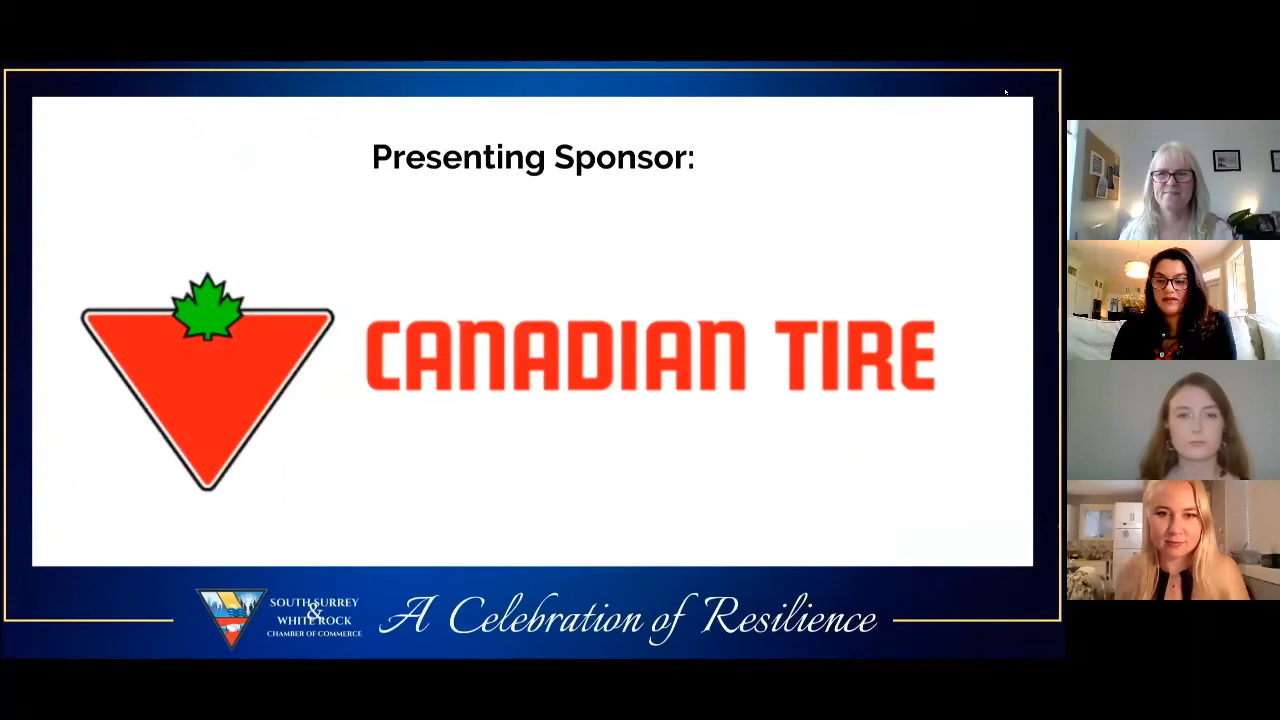 Presenting Sponsor:
CANADIAN TIRE
SOUTH SURREY
&
WHITE ROCK
CHAMBER OF COMMERCE
A Celebration of Resilience